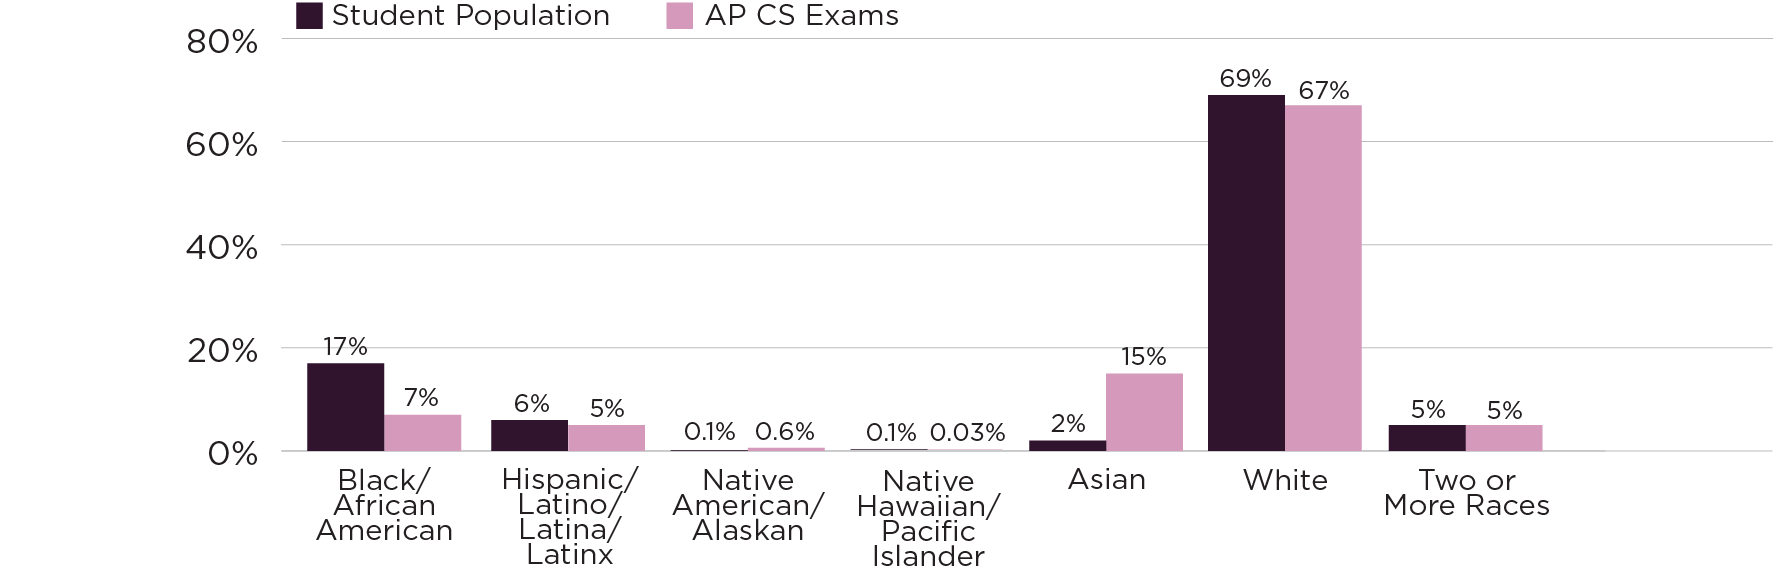 Student Population
AP CS Exams
80%
60%
40%
20%
0%
17%
7%
6%
5%
0.1%
0.6%
0.1%
0.03%
2%
15%
69%
67%
5%
5%
Black/
African
American
Hispanic/
Latino/
Latina/
Latinx
Native
American/
Alaskan
Native
Hawaiian/
Pacific
Islander
Asian
White
Two or
More Races